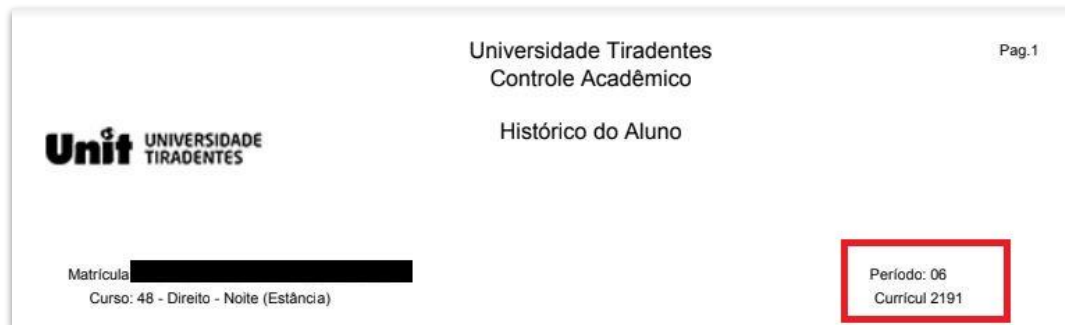 Universidade Tiradentes
Controle Acadêmico
Pag.1
Histórico do Aluno
Unit UNIVERSIDADE
TIRADENTES
Matrícula
Período: 06
Curso: 48 - Direito - Noite (Estância)
Currícul 2191